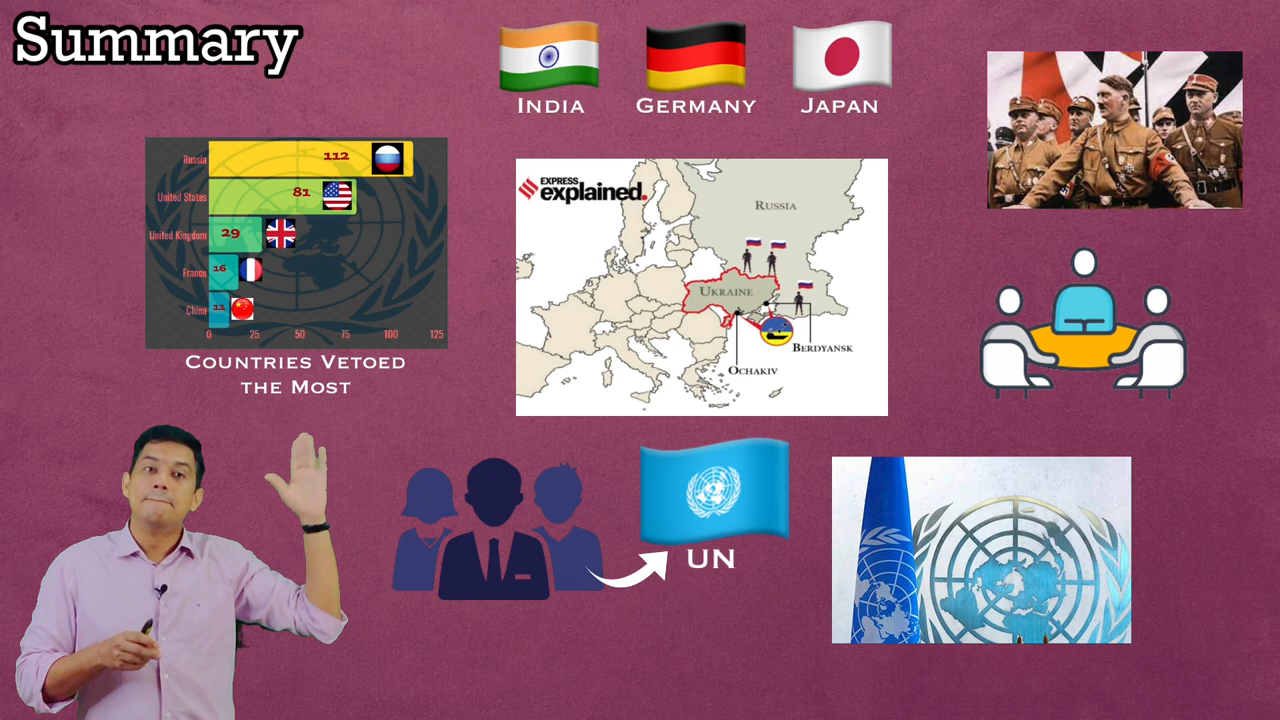 Summary
INDIA
GERMANY
JAPAN
Russia 112
United States 81
United Kingdom 29
France 16
China 11
0 25 50 75 100 125
COUNTRIES VETOED
THE MOST
EXPRESS
explained.
RUSSIA
UKRAINE
BERDYANSK
OCHAKIV
UN